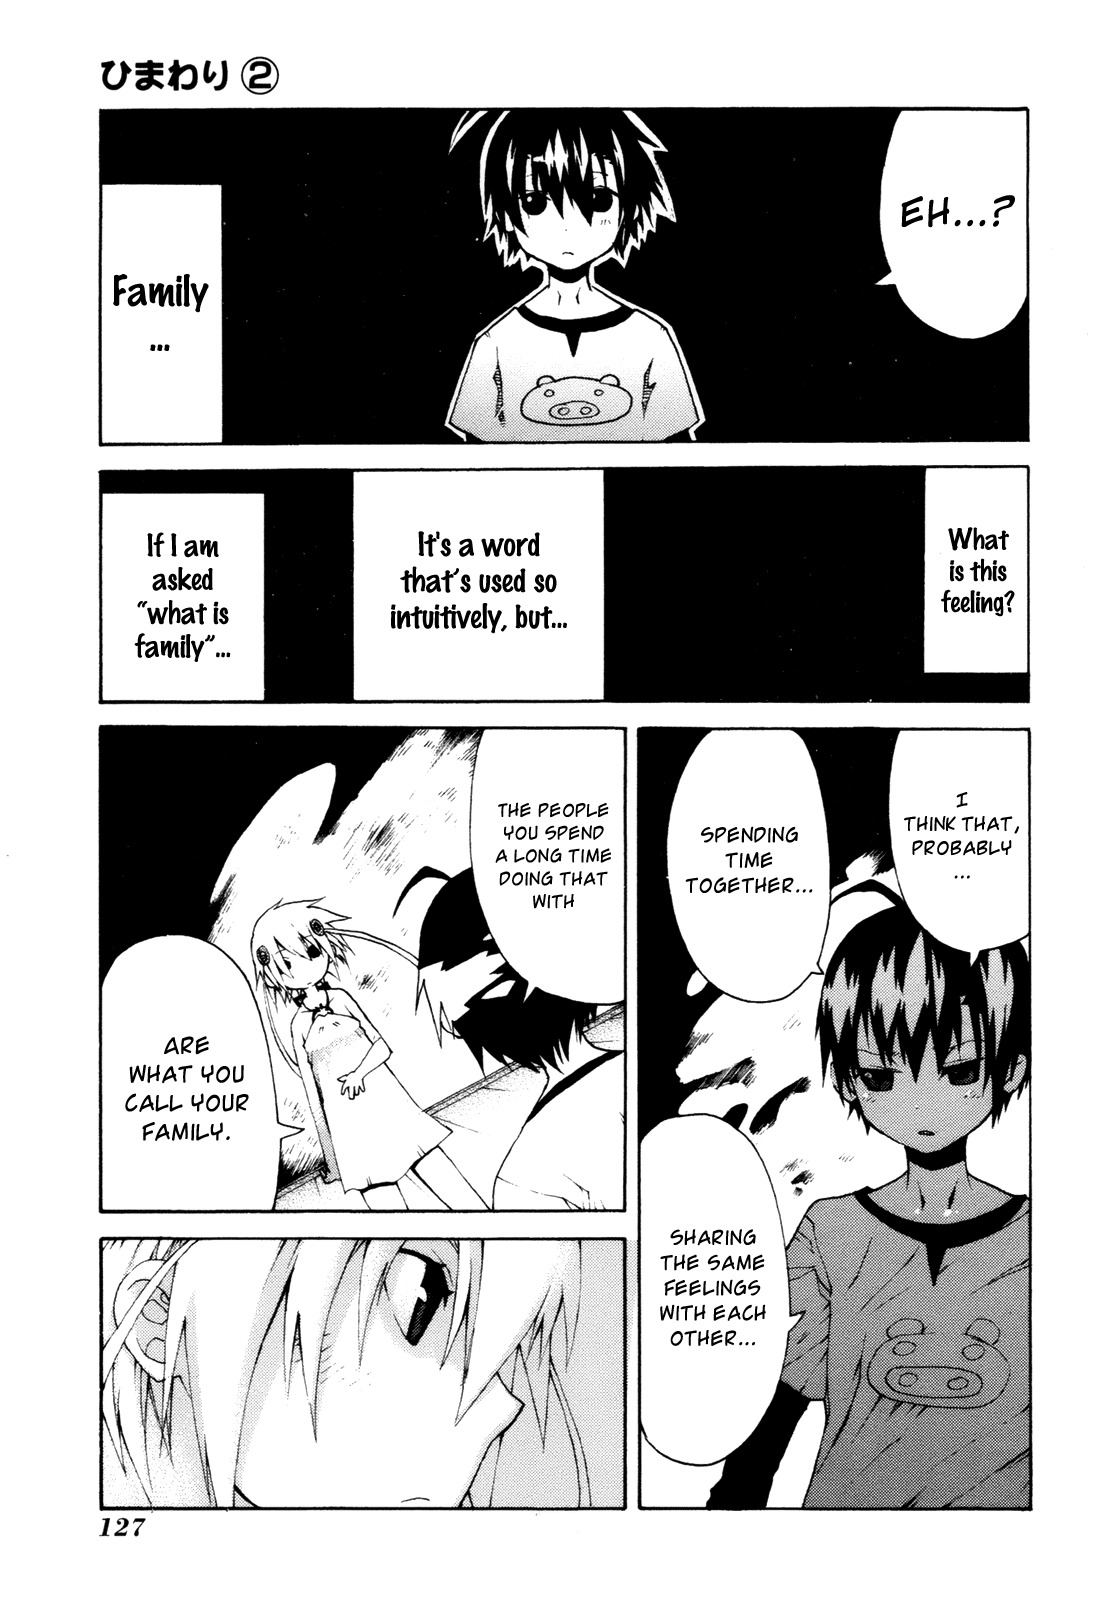 ひまわり②
EH...?
Family
...
What
is this
feeling?
It's a word
that's used so
intuitively, but...
If I am
asked
"what is
family"...
I
THINK THAT,
PROBABLY
...
SPENDING
TIME
TOGETHER...
SHARING
THE SAME
FEELINGS
WITH EACH
OTHER...
THE PEOPLE
YOU SPEND
A LONG TIME
DOING THAT
WITH
ARE
WHAT YOU
CALL YOUR
FAMILY.
127